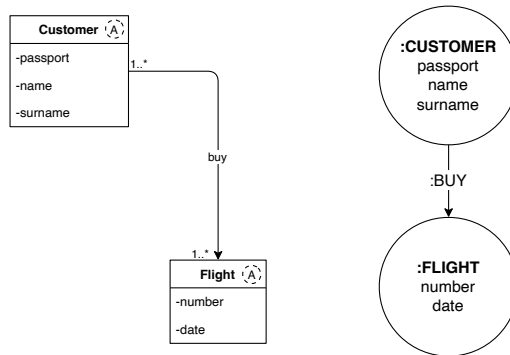 Customer A
-passport
-name
-surname
1..*
buy
1..*
Flight A
-number
-date
:CUSTOMER
passport
name
surname
:BUY
:FLIGHT
number
date